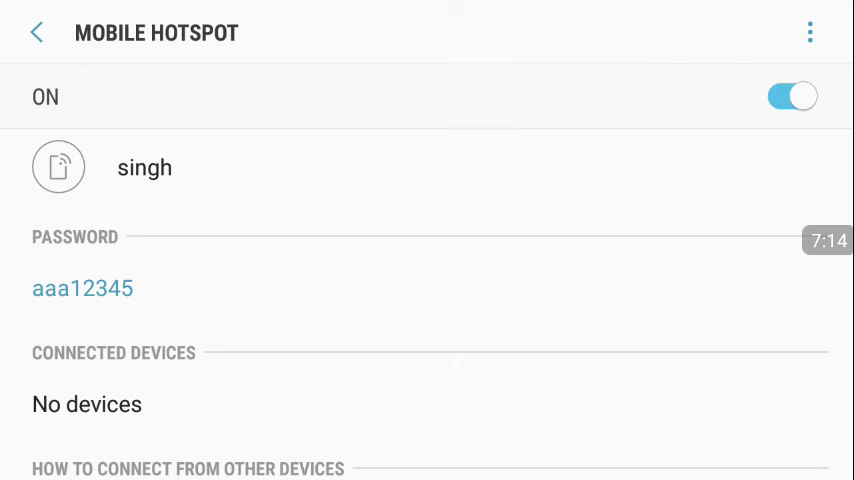 MOBILE HOTSPOT
ON
singh
PASSWORD
7:14
aaa12345
CONNECTED DEVICES
No devices
HOW TO CONNECT FROM OTHER DEVICES